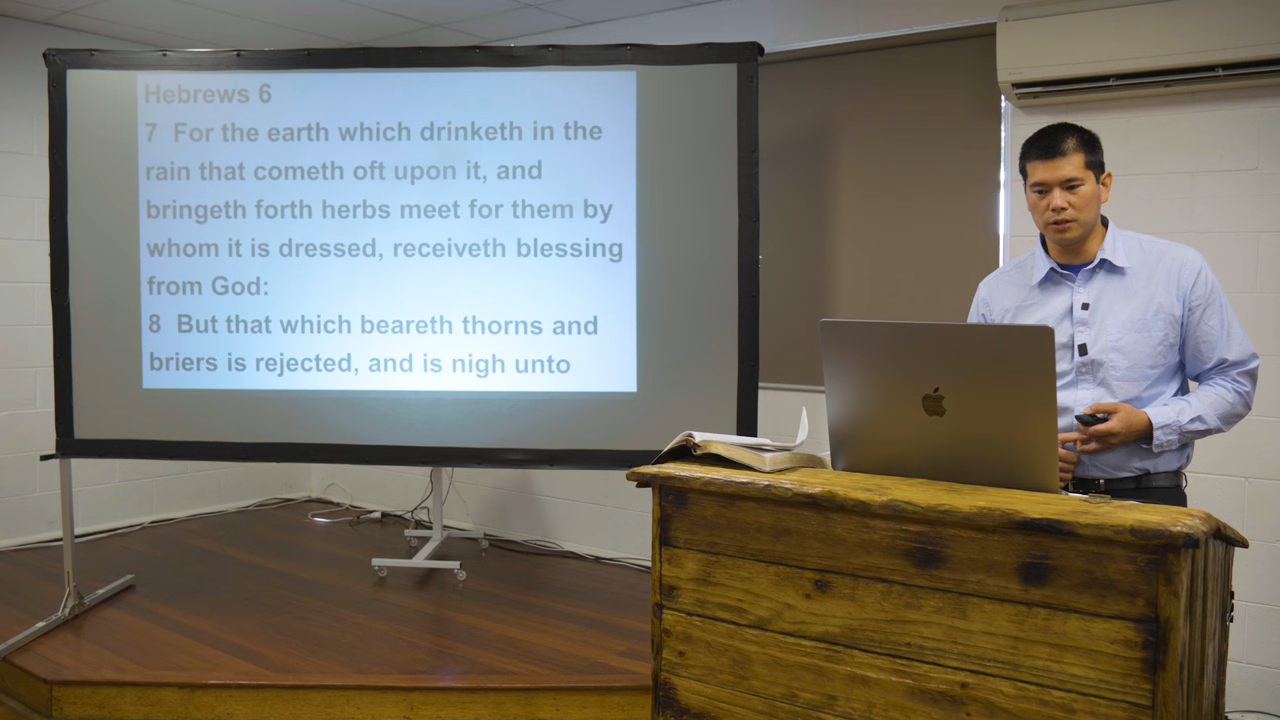 Hebrews 6
7 For the earth which drinketh in the
rain that cometh oft upon it, and
bringeth forth herbs meet for them by
whom it is dressed, receiveth blessing
from God:
8 But that which beareth thorns and
briers is rejected, and is nigh unto